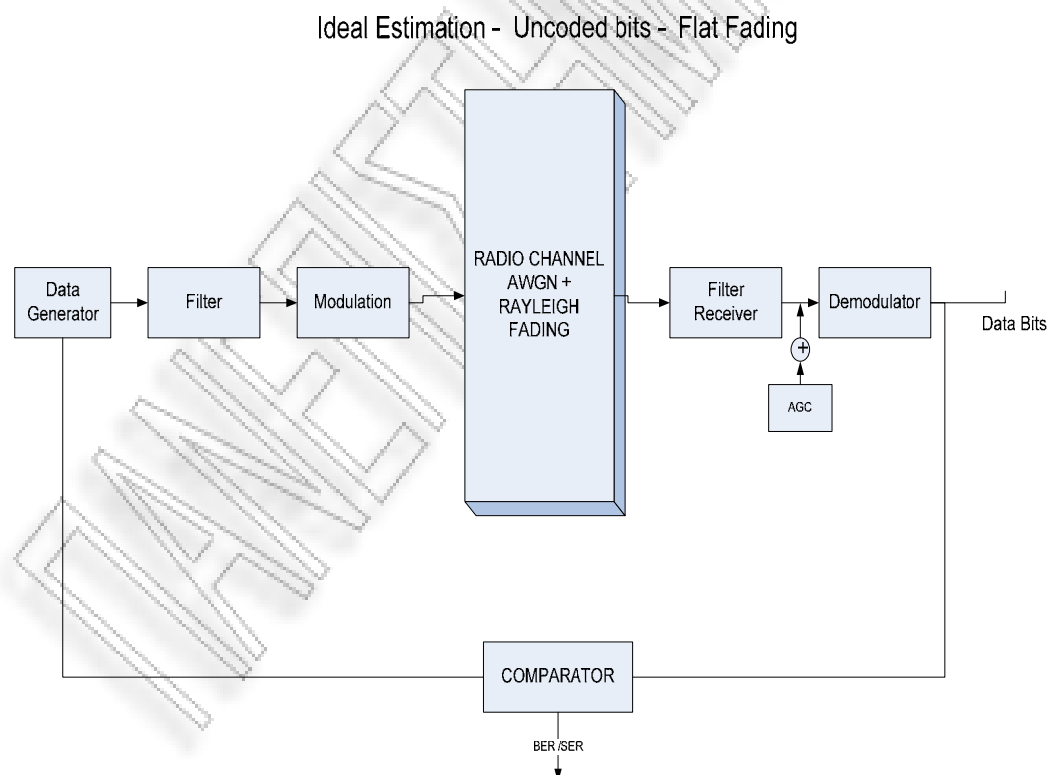 Ideal Estimation - Uncoded bits - Flat Fading
Data
Generator
Filter
Modulation
RADIO CHANNEL
AWGN +
RAYLEIGH
FADING
Filter
Receiver
+
AGC
Demodulator
Data Bits
COMPARATOR
BER /SER